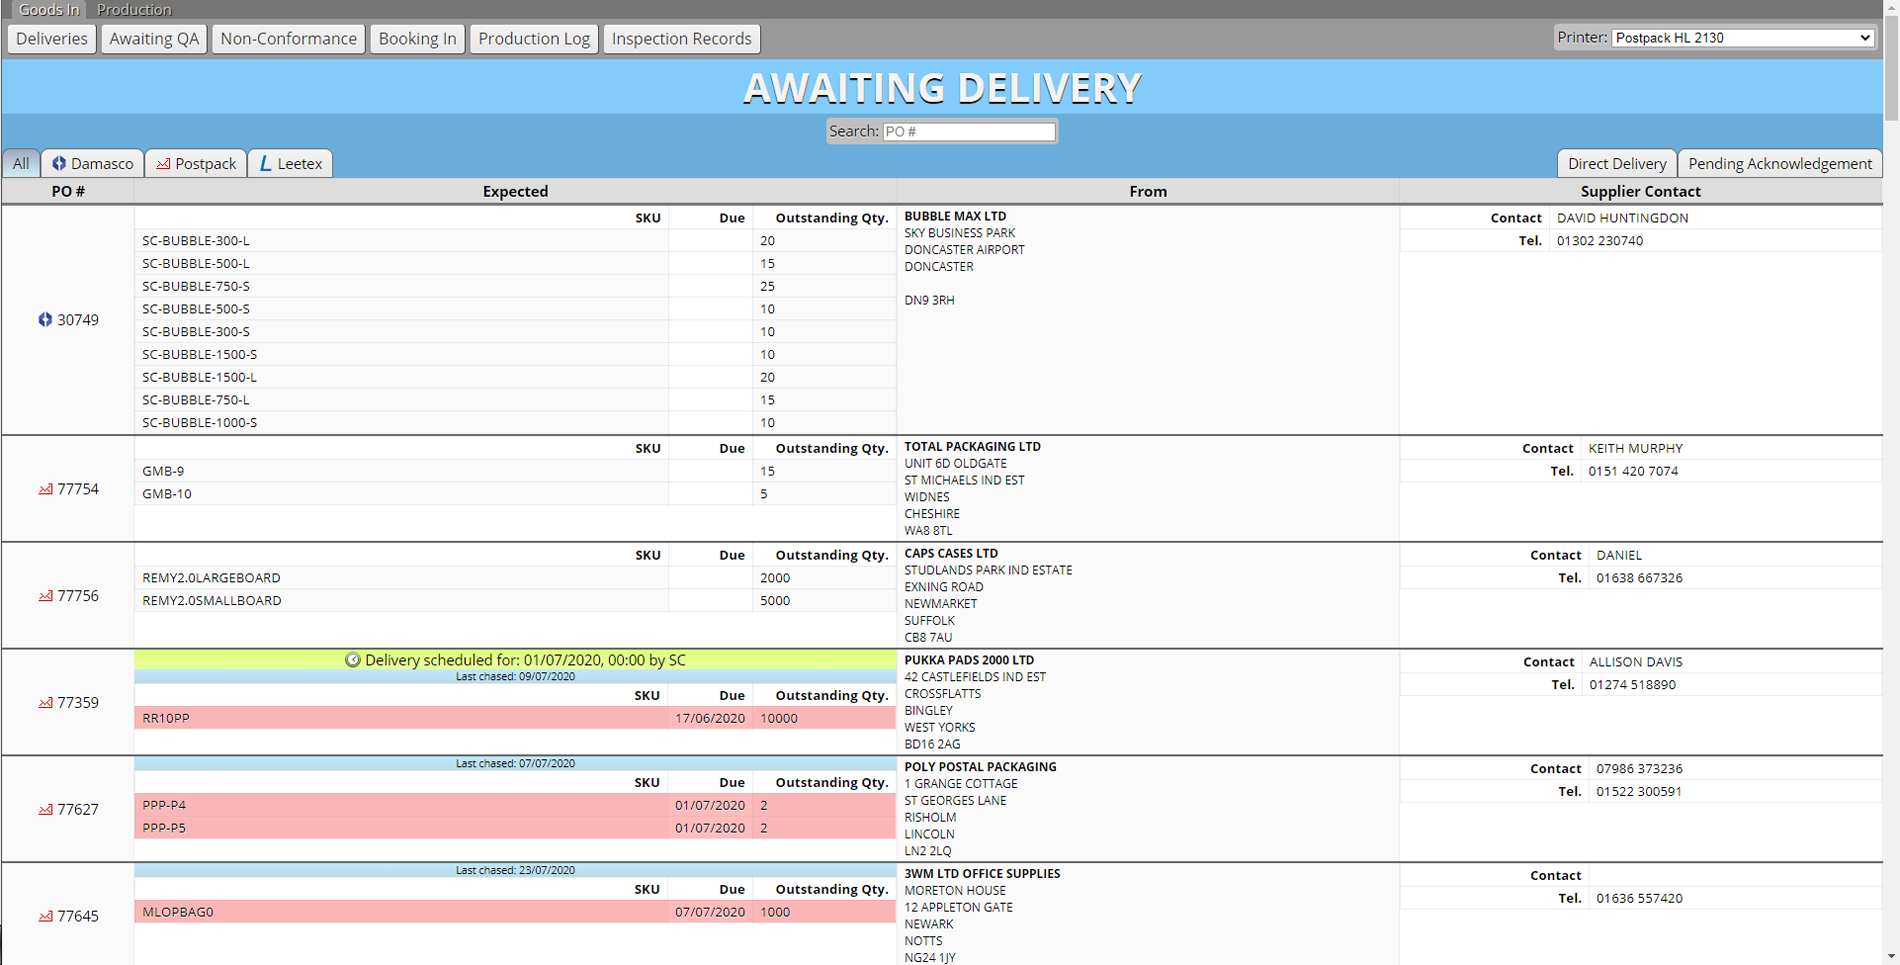 Goods In Production
Deliveries Awaiting QA Non-Conformance Booking In Production Log Inspection Records Printer: Postpack HL 2130
AWAITING DELIVERY
Search: PO #
All Damasco Postpack Leetex Direct Delivery Pending Acknowledgement
PO # Expected From Supplier Contact
30749
SKU Due Outstanding Qty.
SC-BUBBLE-300-L 20
SC-BUBBLE-500-L 15
SC-BUBBLE-750-S 25
SC-BUBBLE-500-S 10
SC-BUBBLE-300-S 10
SC-BUBBLE-1500-S 10
SC-BUBBLE-1500-L 20
SC-BUBBLE-750-L 15
SC-BUBBLE-1000-S 10
BUBBLE MAX LTD
SKY BUSINESS PARK
DONCASTER AIRPORT
DONCASTER
DN9 3RH
Contact DAVID HUNTINGDON
Tel. 01302 230740
77754
SKU Due Outstanding Qty.
GMB-9 15
GMB-10 5
TOTAL PACKAGING LTD
UNIT 6D OLDGATE
ST MICHAELS IND EST
WIDNES
CHESHIRE
WA8 8TL
Contact KEITH MURPHY
Tel. 0151 420 7074
77756
SKU Due Outstanding Qty.
REMY2.0LARGEBOARD 2000
REMY2.0SMALLBOARD 5000
CAPS CASES LTD
STUDLANDS PARK IND ESTATE
EXNING ROAD
NEWMARKET
SUFFOLK
CB8 7AU
Contact DANIEL
Tel. 01638 667326
77359
Delivery scheduled for: 01/07/2020, 00:00 by SC
Last chased: 09/07/2020
SKU Due Outstanding Qty.
RR10PP 17/06/2020 10000
PUKKA PADS 2000 LTD
42 CASTLEFIELDS IND EST
CROSSFLATTS
BINGLEY
WEST YORKS
BD16 2AG
Contact ALLISON DAVIS
Tel. 01274 518890
77627
Last chased: 07/07/2020
SKU Due Outstanding Qty.
PPP-P4 01/07/2020 2
PPP-P5 01/07/2020 2
POLY POSTAL PACKAGING
1 GRANGE COTTAGE
ST GEORGES LANE
RISHOLM
LINCOLN
LN2 2LQ
Contact 07986 373236
Tel. 01522 300591
77645
Last chased: 23/07/2020
SKU Due Outstanding Qty.
MLOPBAG0 07/07/2020 1000
3WM LTD OFFICE SUPPLIES
MORETON HOUSE
12 APPLETON GATE
NEWARK
NOTTS
NG24 1JY
Contact
Tel. 01636 557420